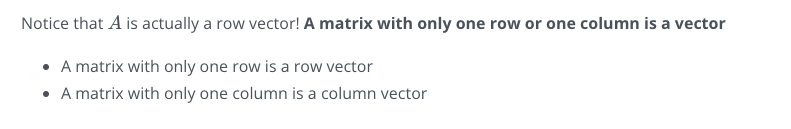 Notice that A is actually a row vector! A matrix with only one row or one column is a vector
• A matrix with only one row is a row vector
• A matrix with only one column is a column vector